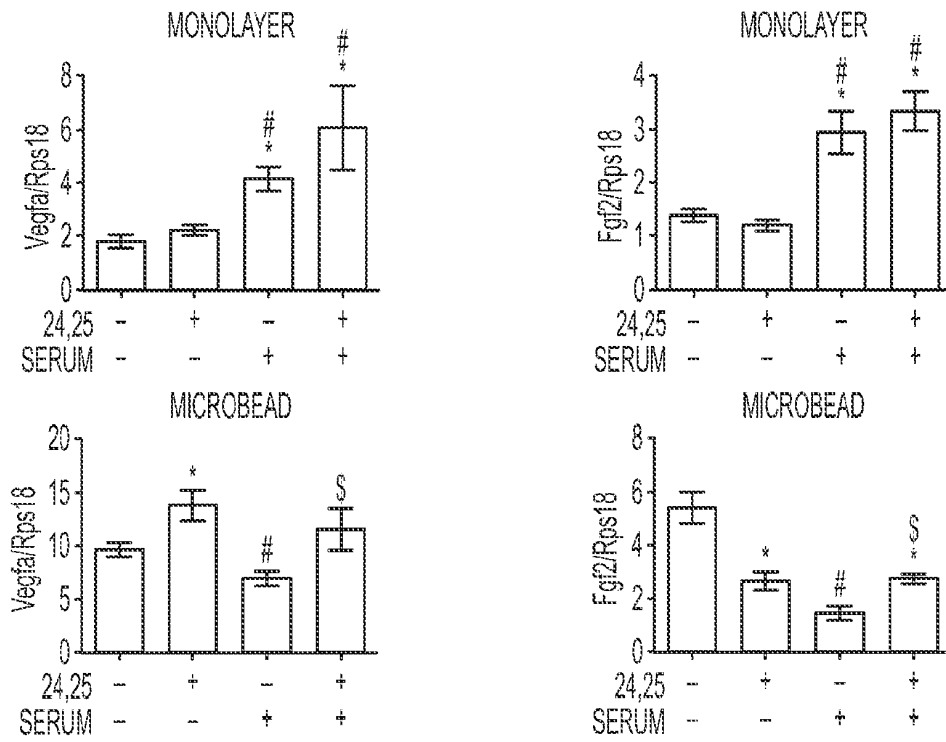 MONOLAYER
Vegfa/Rps18
8
6
4
2
0
#
*
#
*
24,25 - + - +
SERUM - - + +
MONOLAYER
Fgf2/Rps18
4
3
2
1
0
#
*
#
*
24,25 - + - +
SERUM - - + +
MICROBEAD
Vegfa/Rps18
20
15
10
5
0
*
#
$
24,25 - + - +
SERUM - - + +
MICROBEAD
Fgf2/Rps18
8
6
4
2
0
*
#
$
*
24,25 - + - +
SERUM - - + +